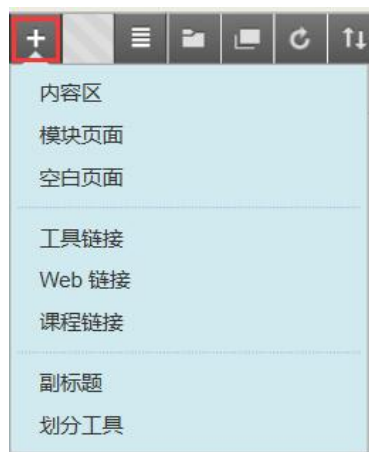 内容区
模块页面
空白页面
工具链接
Web 链接
课程链接
副标题
划分工具